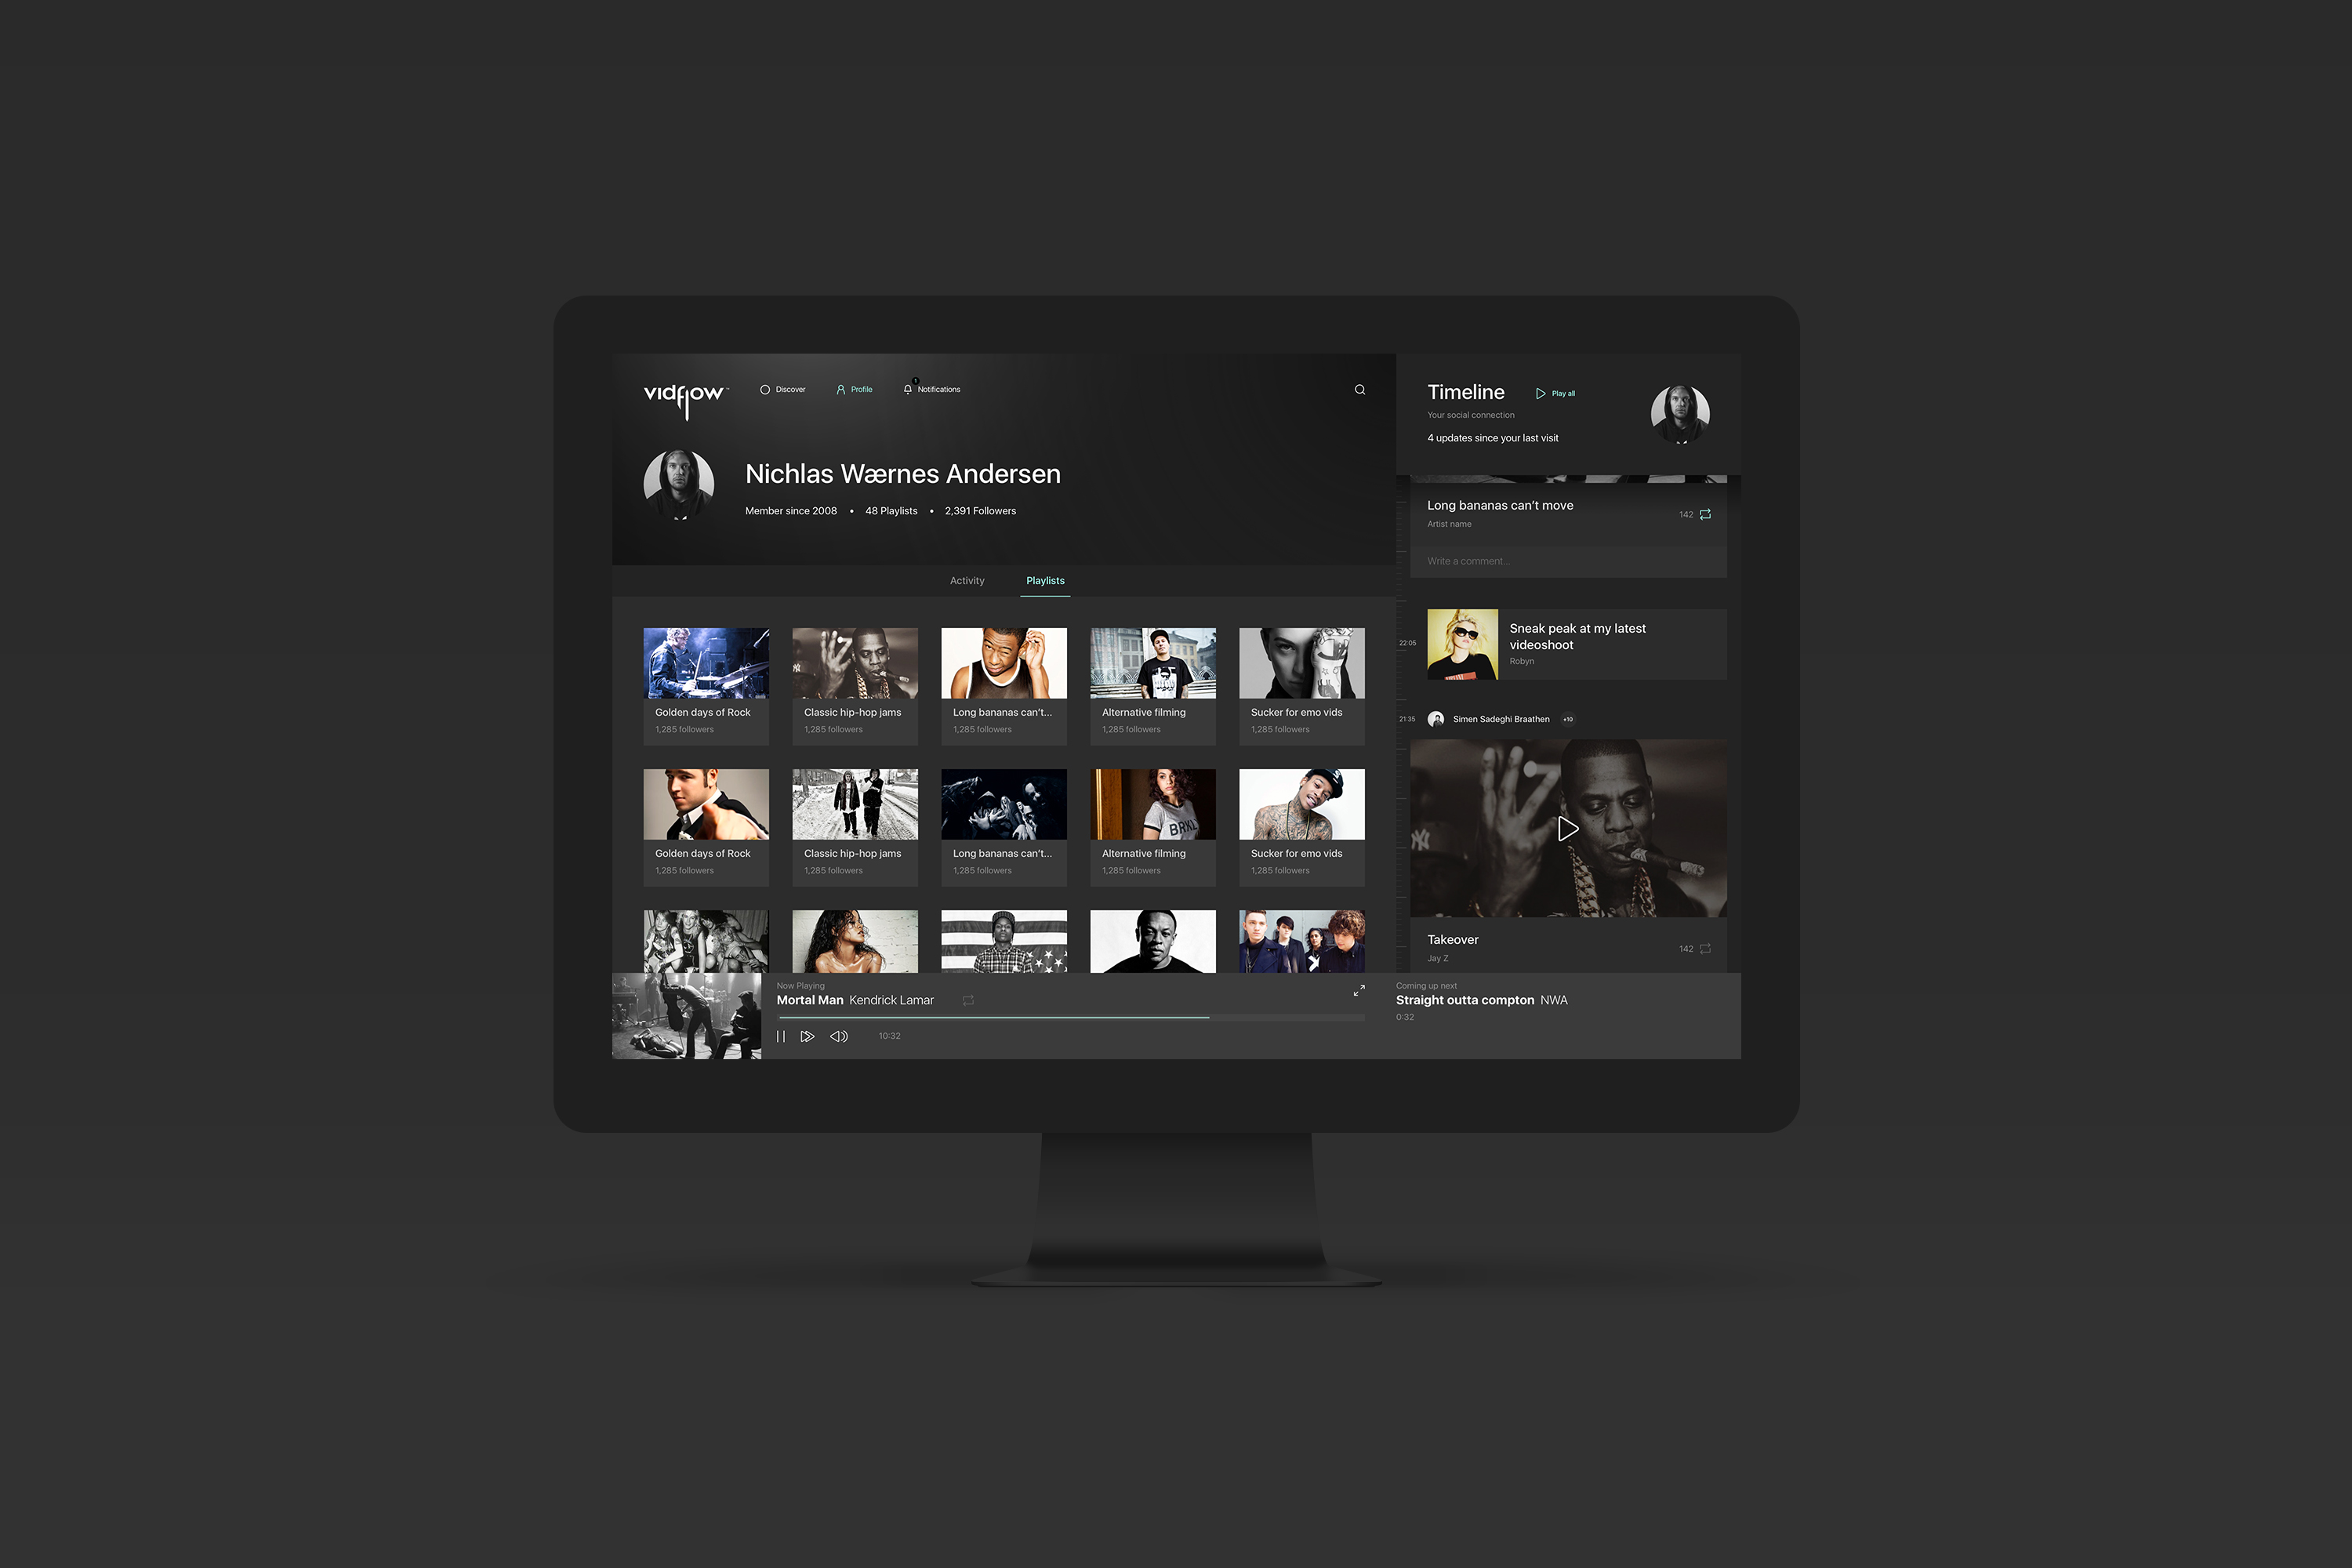 vidflow™
Discover
Profile
1
Notifications
Nichlas Wærnes Andersen
Member since 2008 • 48 Playlists • 2,391 Followers
Activity
Playlists
Golden days of Rock
1,285 followers
Classic hip-hop jams
1,285 followers
Long bananas can't...
1,285 followers
Alternative filming
1,285 followers
Sucker for emo vids
1,285 followers
Golden days of Rock
1,285 followers
Classic hip-hop jams
1,285 followers
Long bananas can't...
1,285 followers
BRKL
Alternative filming
1,285 followers
Sucker for emo vids
1,285 followers
Timeline
Play all
Your social connection
4 updates since your last visit
Long bananas can't move
Artist name
142
Write a comment...
22:05
Sneak peak at my latest
videoshoot
Robyn
21:35
Simen Sadeghi Braathen
+10
Takeover
Jay Z
142
Now Playing
Mortal Man Kendrick Lamar
10:32
Coming up next
Straight outta compton NWA
0:32